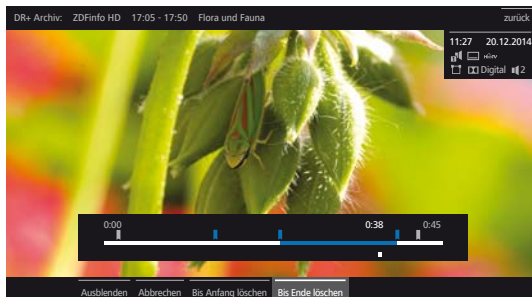 DR+ Archiv: ZDFinfo HD 17:05 - 17:50 Flora und Fauna zurück
11:27 20.12.2014
Digital 2
0:00 0:38 0:45
Ausblenden Abbrechen Bis Anfang löschen Bis Ende löschen